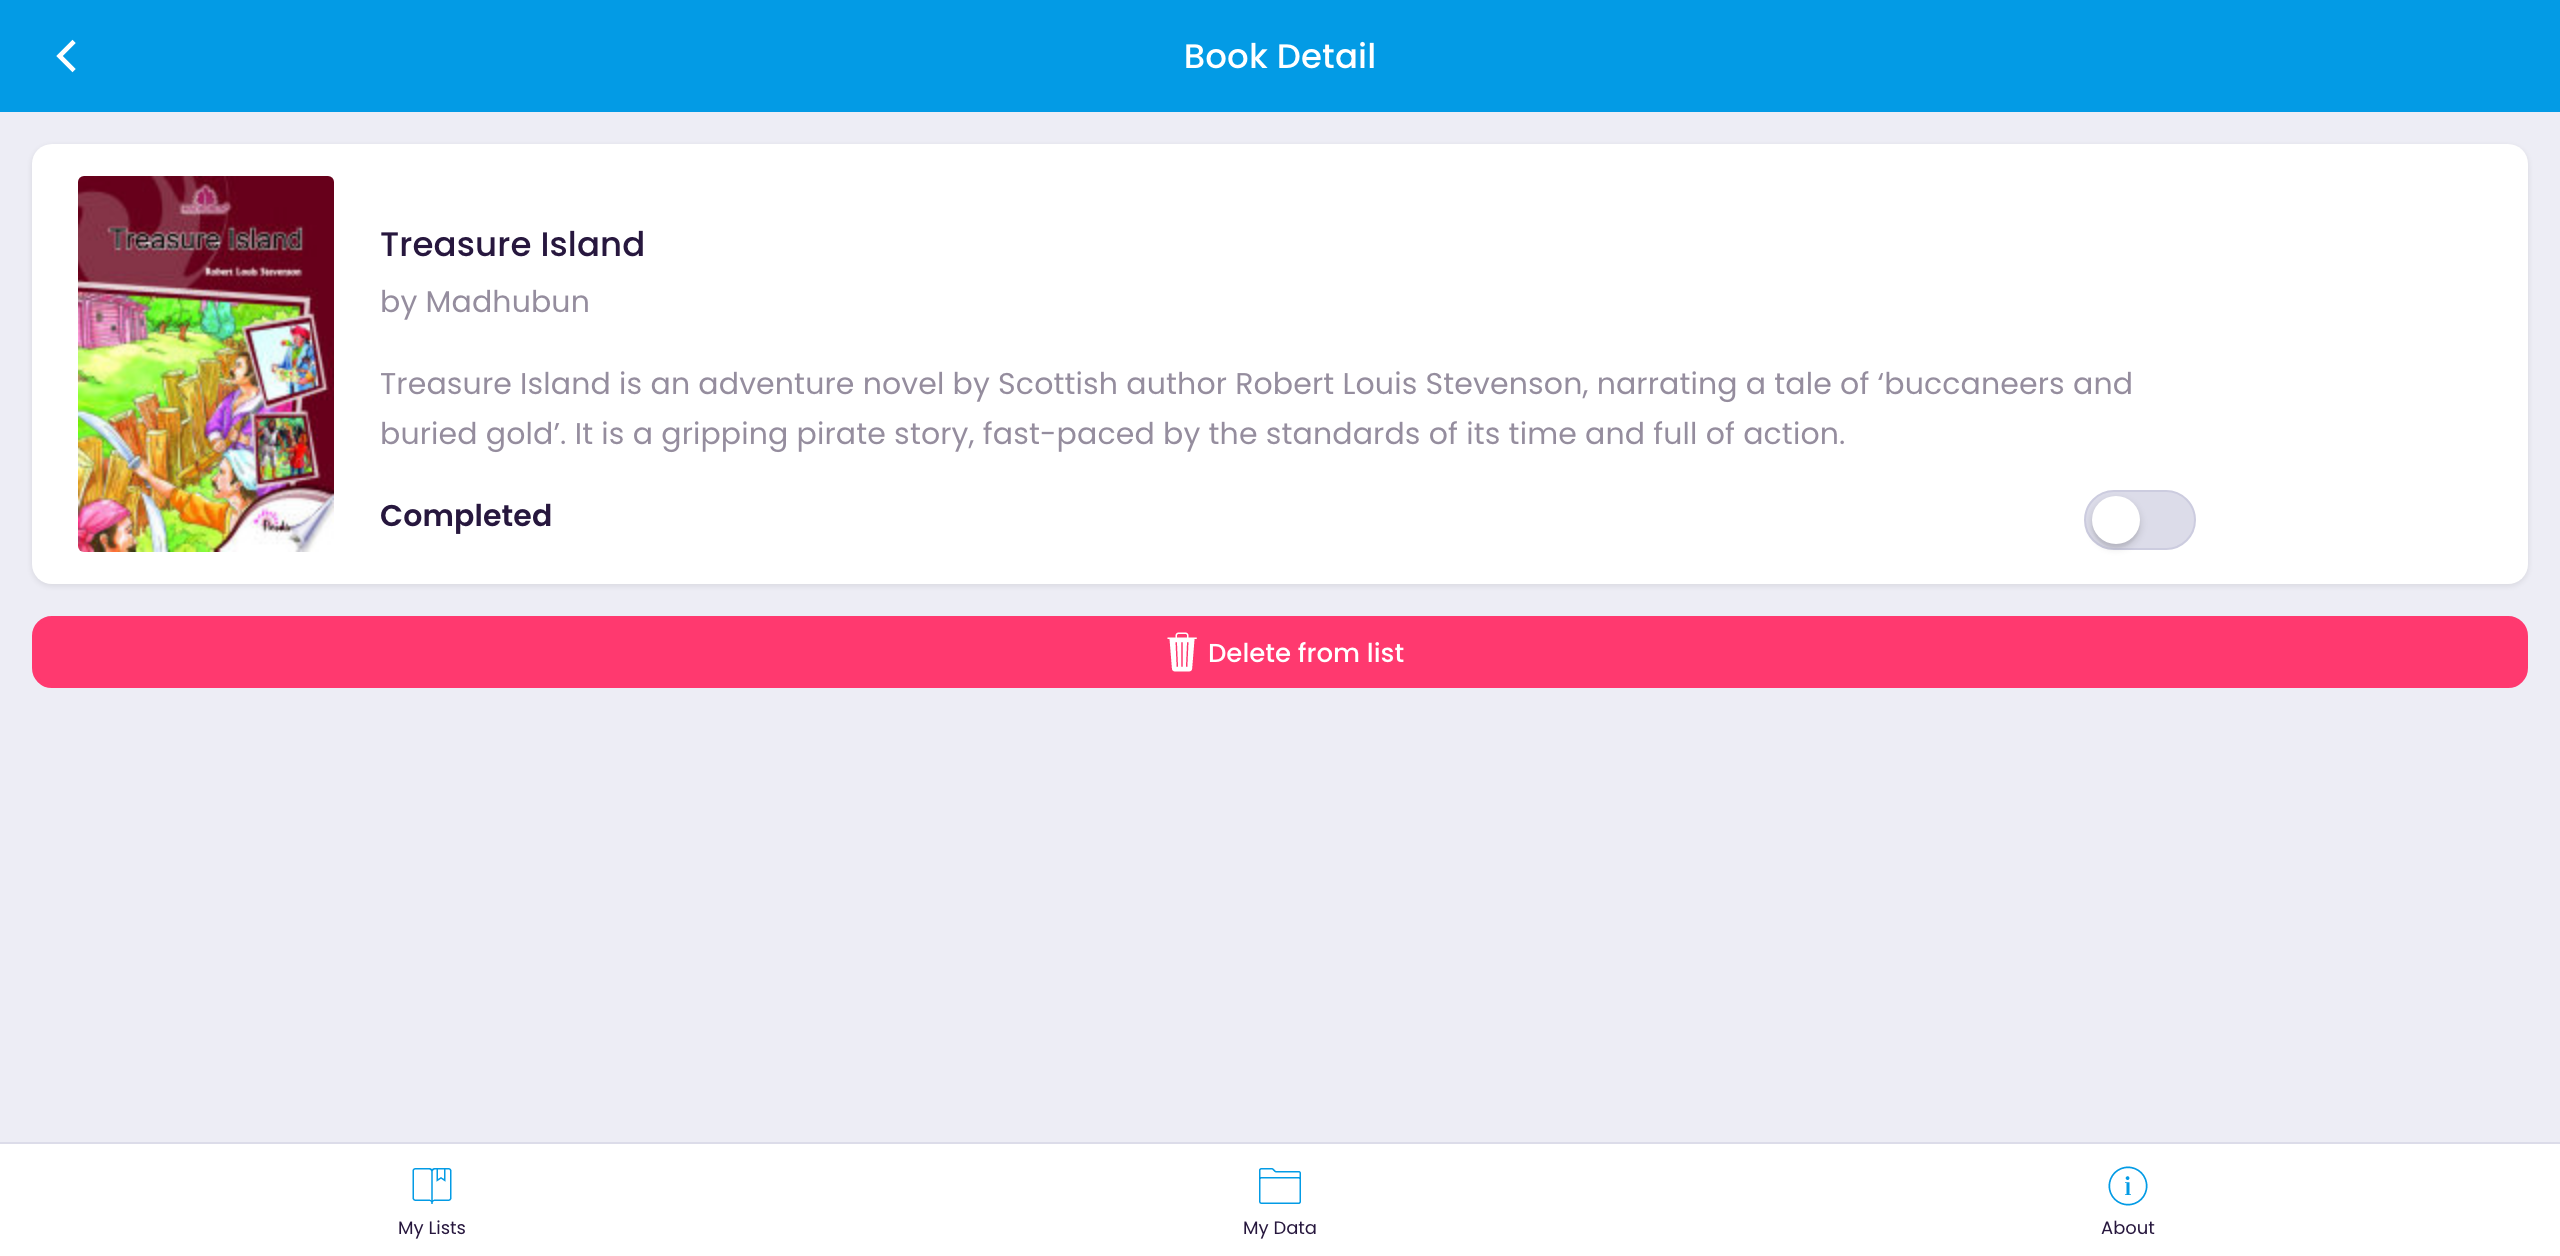 Book Detail
Treasure Island
Robert Louis Stevenson
Treasure Island
by Madhubun
Treasure Island is an adventure novel by Scottish author Robert Louis Stevenson, narrating a tale of ‘buccaneers and
buried gold’. It is a gripping pirate story, fast-paced by the standards of its time and full of action.
Completed
Delete from list
My Lists
My Data
About